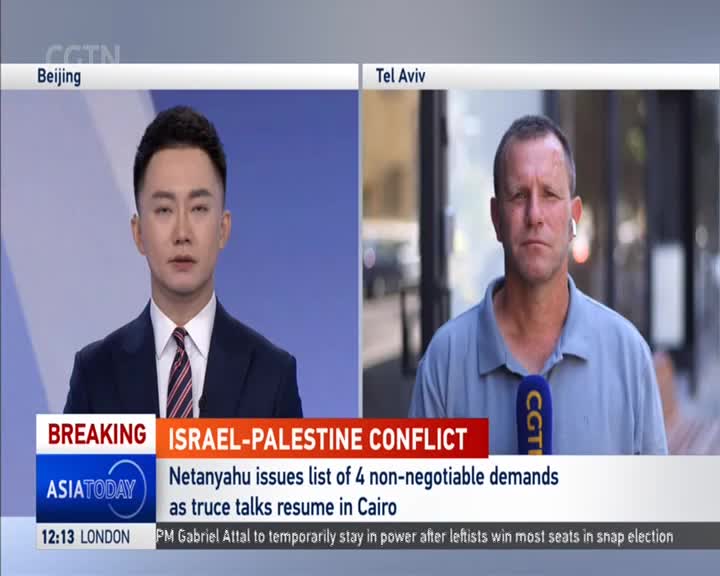 CGTN
Beijing
Tel Aviv
CGTN
BREAKING
ISRAEL-PALESTINE CONFLICT
Netanyahu issues list of 4 non-negotiable demands
as truce talks resume in Cairo
ASIA TODAY
12:13 LONDON
PM Gabriel Attal to temporarily stay in power after leftists win most seats in snap election